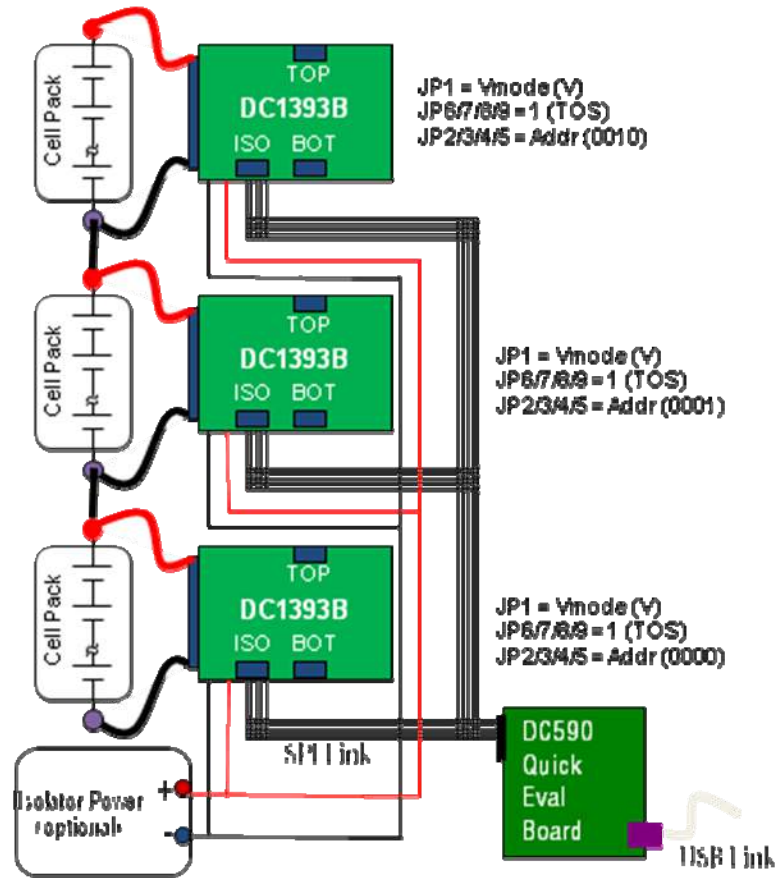 Cell Pack
TOP
DC1393B
ISO BOT
JP1 = Vmode (V)
JP6/7/8/9 = 1 (TOS)
JP2/3/4/5 = Addr (0010)
Cell Pack
TOP
DC1393B
ISO BOT
JP1 = Vmode (V)
JP6/7/8/9 = 1 (TOS)
JP2/3/4/5 = Addr (0001)
Cell Pack
TOP
DC1393B
ISO BOT
JP1 = Vmode (V)
JP6/7/8/9 = 1 (TOS)
JP2/3/4/5 = Addr (0000)
SPI Link
Isolator Power
(optional)
+
-
DC590
Quick
Eval
Board
USB Link